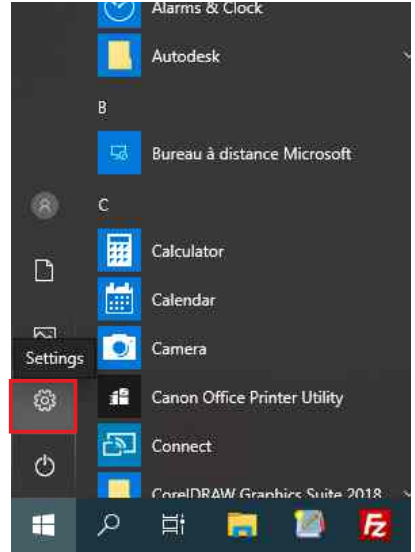 Alarms & Clock
Autodesk
B
Bureau à distance Microsoft
C
Calculator
Calendar
Camera
Settings
Canon Office Printer Utility
Connect
CorelDRAW Graphics Suite 2018
Fz